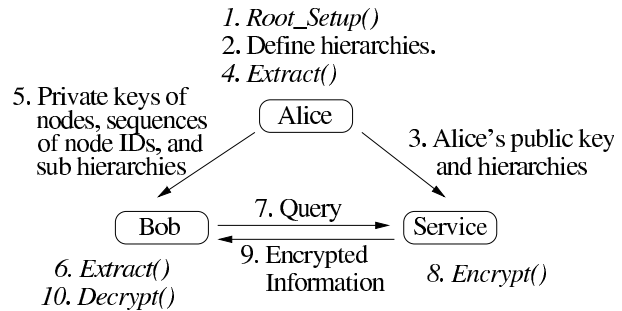 1. Root_Setup()
2. Define hierarchies.
4. Extract()
5. Private keys of
nodes, sequences
of node IDs, and
sub hierarchies
Alice
3. Alice's public key
and hierarchies
Bob
7. Query
Service
9. Encrypted
Information
6. Extract()
10. Decrypt()
8. Encrypt()